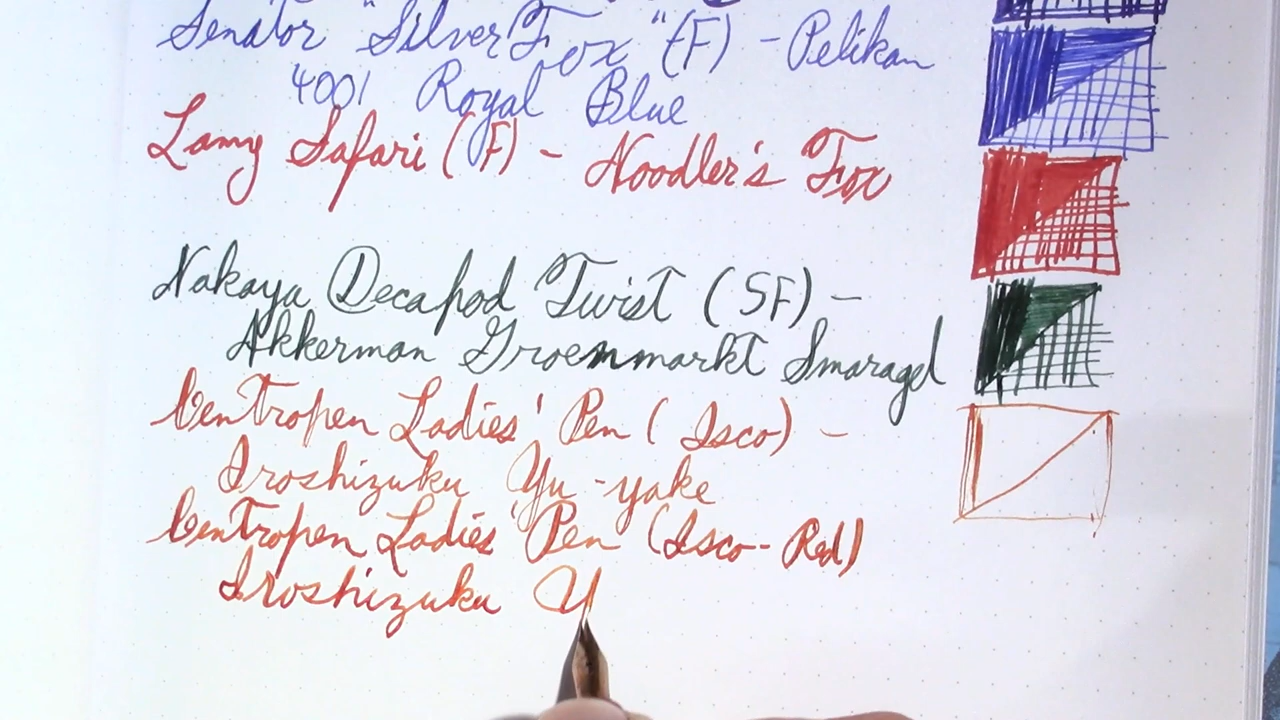 Senator "Silver Fox" (F) - Pelikan
4001 Royal Blue
Lamy Safari (F) - Noodler's Fox
Nakaya Decapod Twist (SF) -
Akkerman Groenmarkt Smaragd
Centropen Ladies' Pen (Isco) -
Iroshizuku Yu-yake
Centropen Ladies' Pen (Isco-Red)
Iroshizuku Y